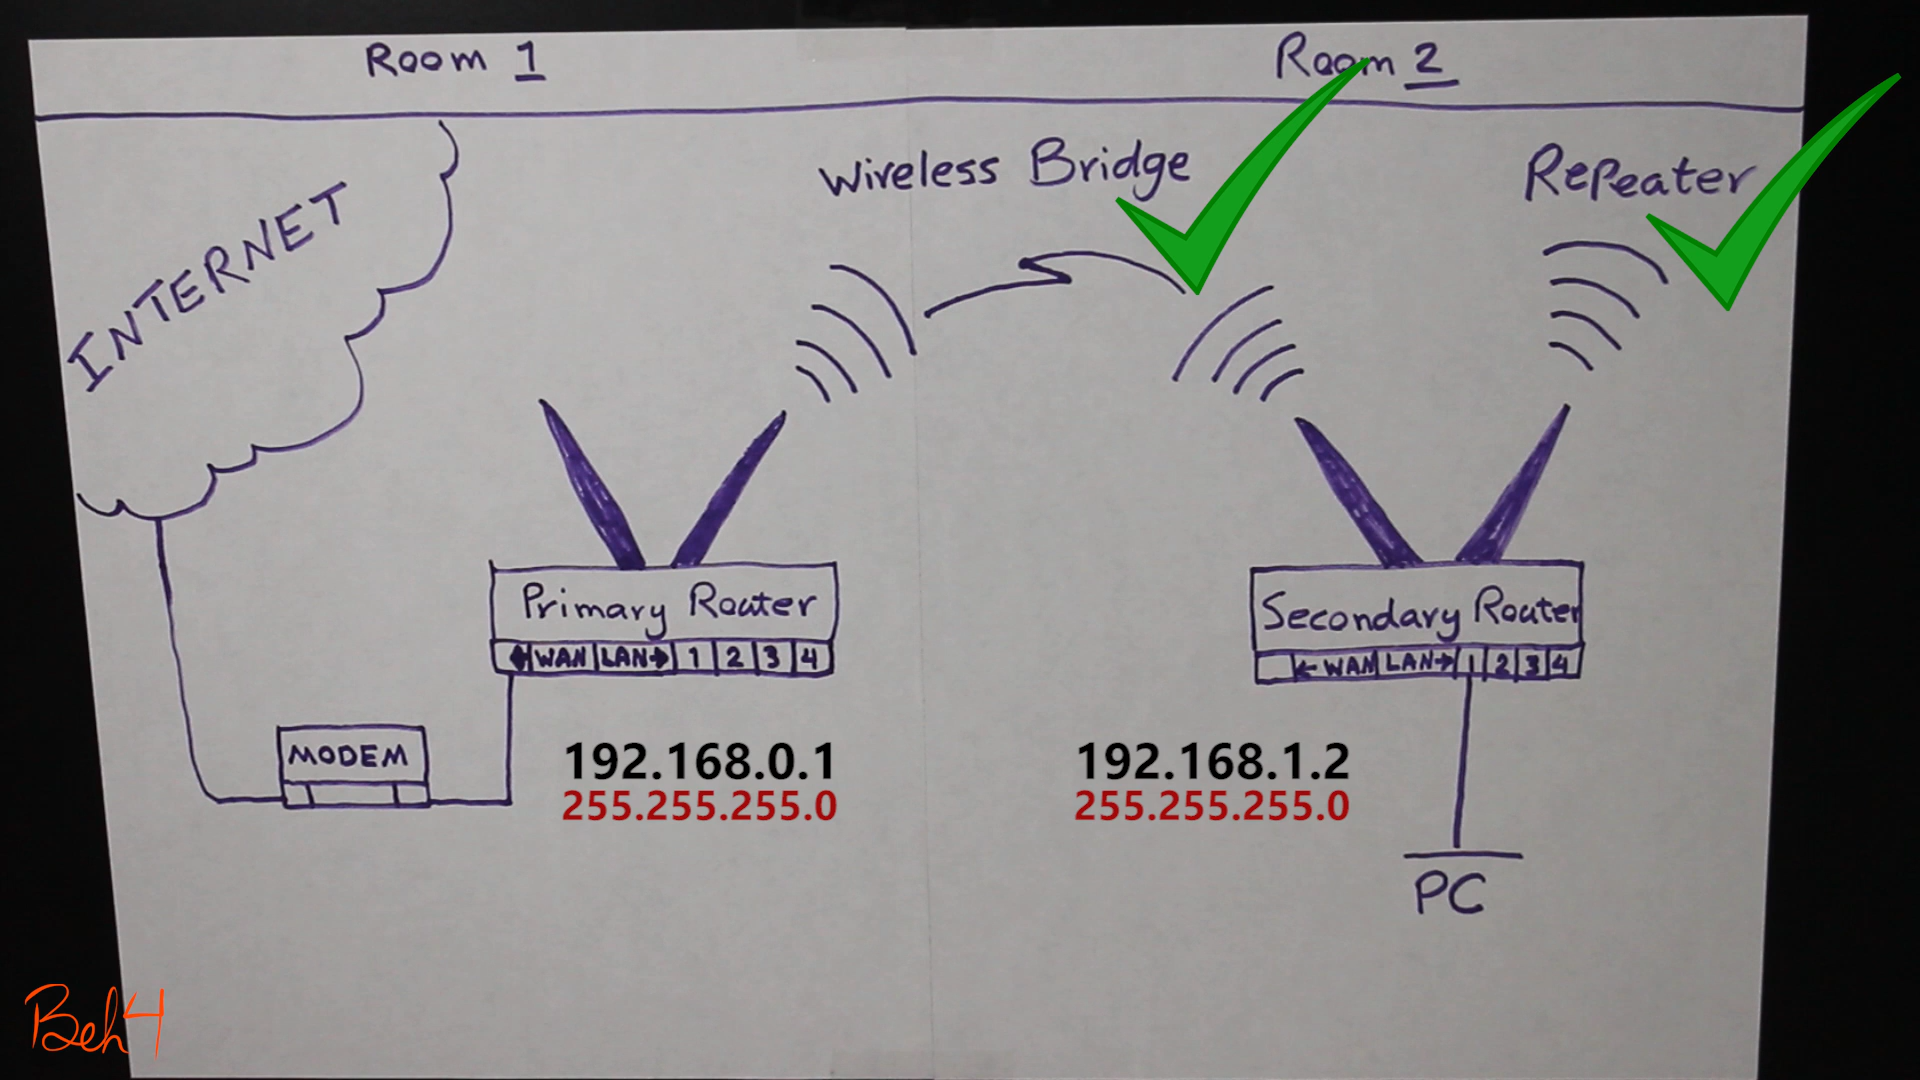 Room 1
Room 2
INTERNET
Wireless Bridge
Repeater
Primary Router
WAN LAN 1 2 3 4
Secondary Router
WAN LAN 1 2 3 4
MODEM
192.168.0.1
255.255.255.0
192.168.1.2
255.255.255.0
PC
Beh4